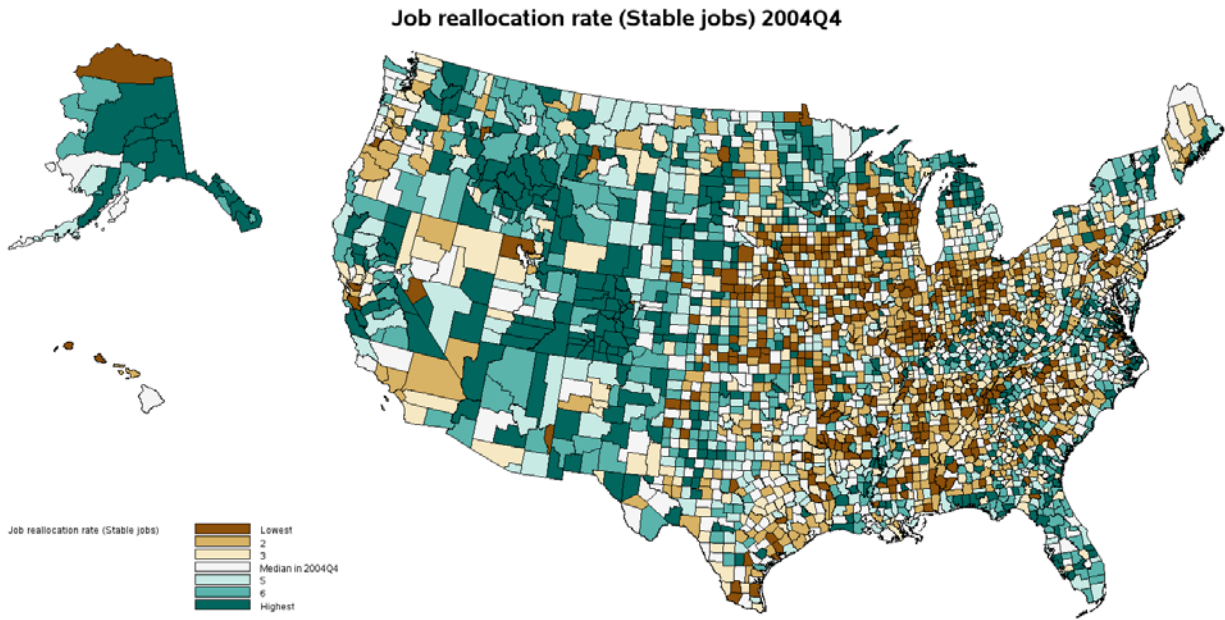 Job reallocation rate (Stable jobs) 2004Q4
Job reallocation rate (Stable jobs)
Lowest
2
3
Median in 2004Q4
5
6
Highest